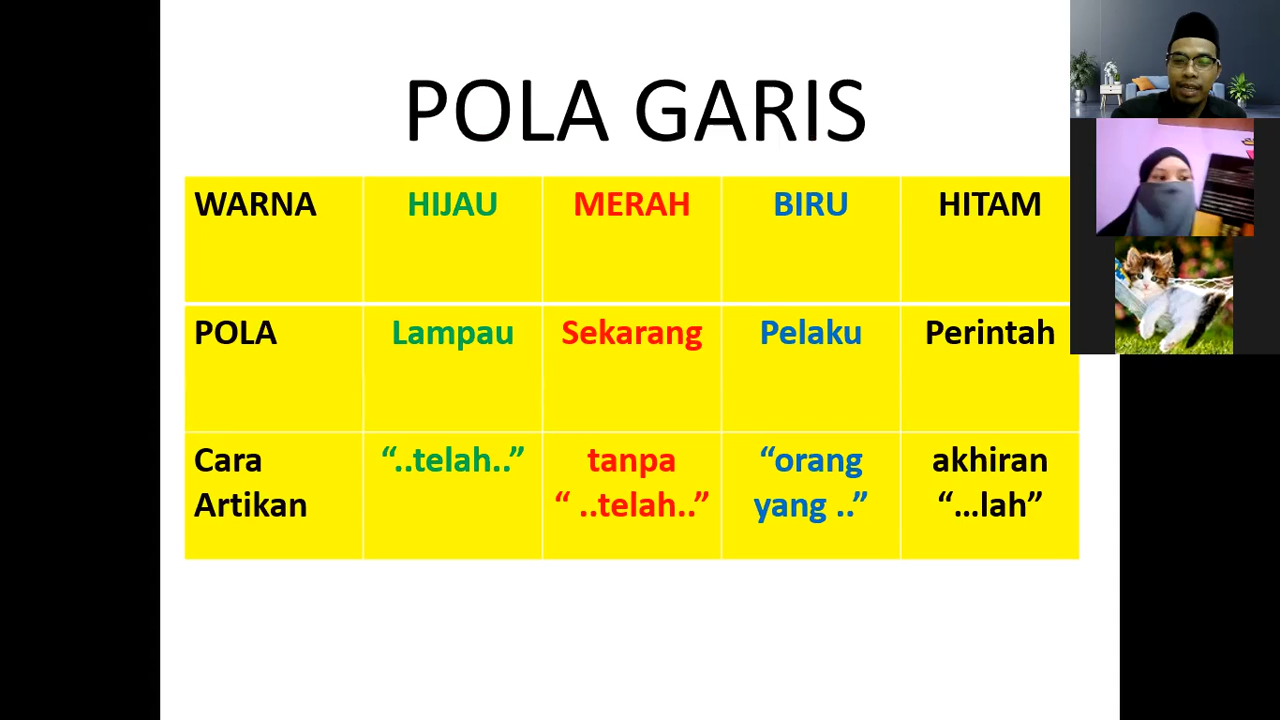 POLA GARIS
WARNA HIJAU MERAH BIRU HITAM
POLA Lampau Sekarang Pelaku Perintah
Cara “..telah..” tanpa “orang akhiran
Artikan “ ..telah..” yang ..” “...lah”